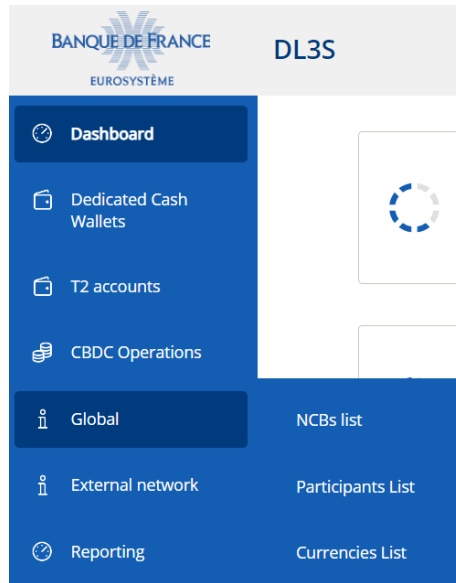 BANQUE DE FRANCE
EUROSYSTÈME
DL3S
Dashboard
Dedicated Cash
Wallets
T2 accounts
CBDC Operations
Global
NCBs list
External network
Participants List
Reporting
Currencies List